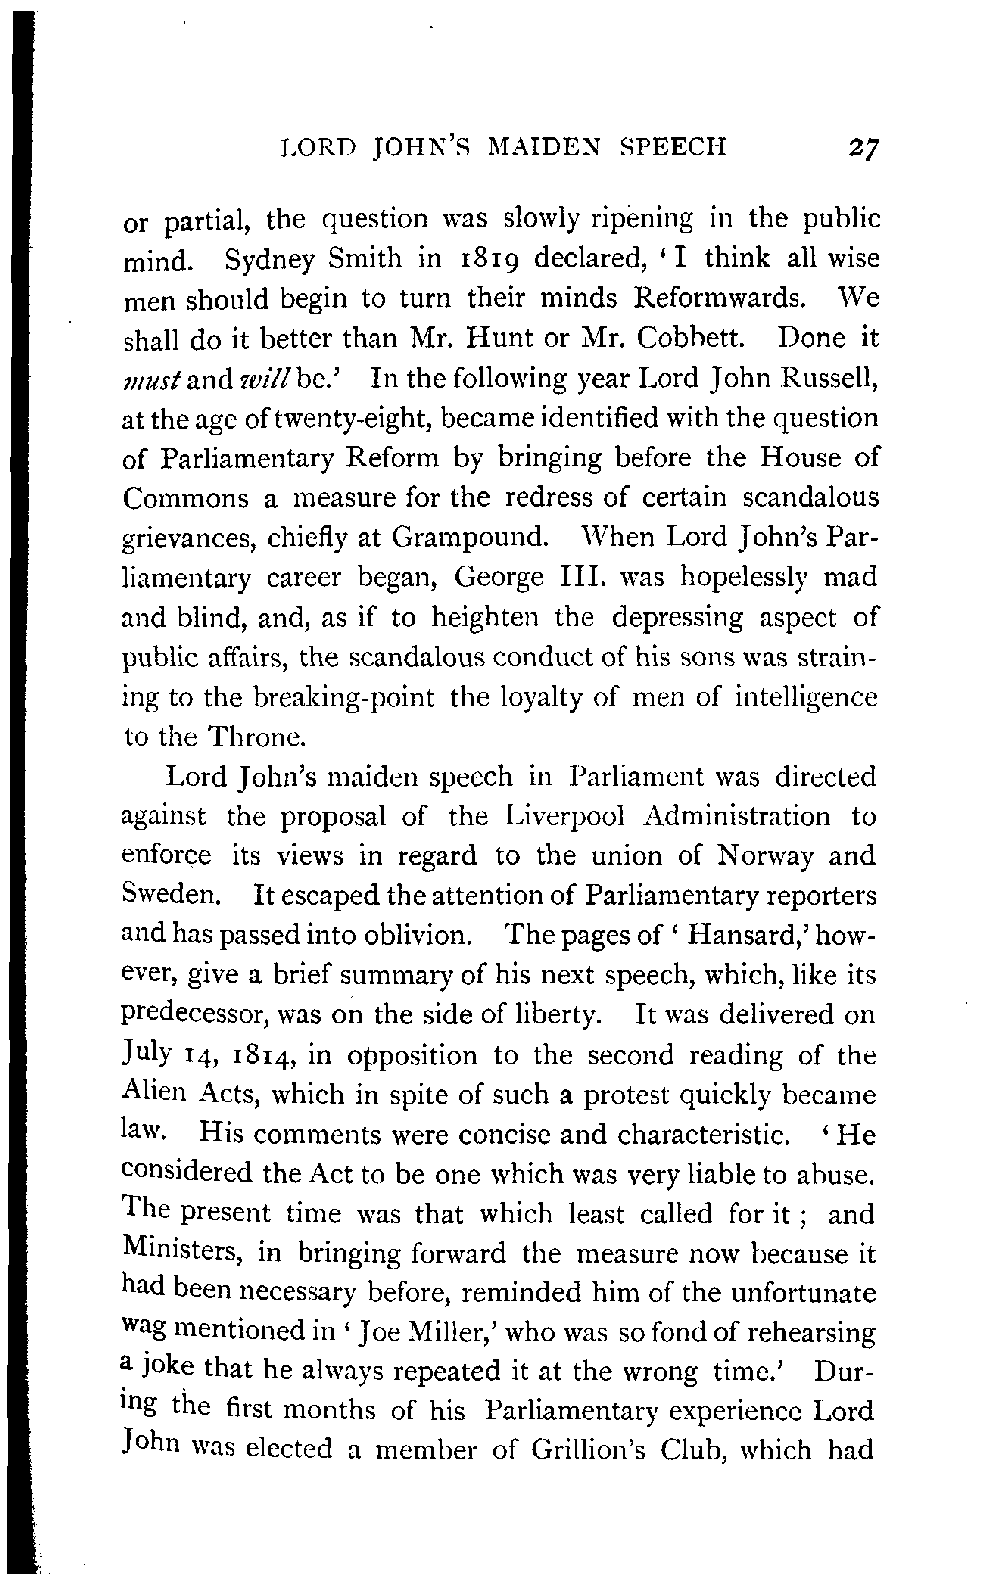 LORD JOHN'S MAIDEN SPEECH 27
or partial, the question was slowly ripening in the public
mind. Sydney Smith in 1819 declared, ‘ I think all wise
men should begin to turn their minds Reformwards. We
shall do it better than Mr. Hunt or Mr. Cobbett. Done it
must and will be.’ In the following year Lord John Russell,
at the age of twenty-eight, became identified with the question
of Parliamentary Reform by bringing before the House of
Commons a measure for the redress of certain scandalous
grievances, chiefly at Grampound. When Lord John’s Par-
liamentary career began, George III. was hopelessly mad
and blind, and, as if to heighten the depressing aspect of
public affairs, the scandalous conduct of his sons was strain-
ing to the breaking-point the loyalty of men of intelligence
to the Throne.
Lord John’s maiden speech in Parliament was directed
against the proposal of the Liverpool Administration to
enforce its views in regard to the union of Norway and
Sweden. It escaped the attention of Parliamentary reporters
and has passed into oblivion. The pages of ‘ Hansard,’ how-
ever, give a brief summary of his next speech, which, like its
predecessor, was on the side of liberty. It was delivered on
July 14, 1814, in opposition to the second reading of the
Alien Acts, which in spite of such a protest quickly became
law. His comments were concise and characteristic. ‘ He
considered the Act to be one which was very liable to abuse.
The present time was that which least called for it ; and
Ministers, in bringing forward the measure now because it
had been necessary before, reminded him of the unfortunate
wag mentioned in ‘ Joe Miller,’ who was so fond of rehearsing
a joke that he always repeated it at the wrong time.’ Dur-
ing the first months of his Parliamentary experience Lord
John was elected a member of Grillion’s Club, which had